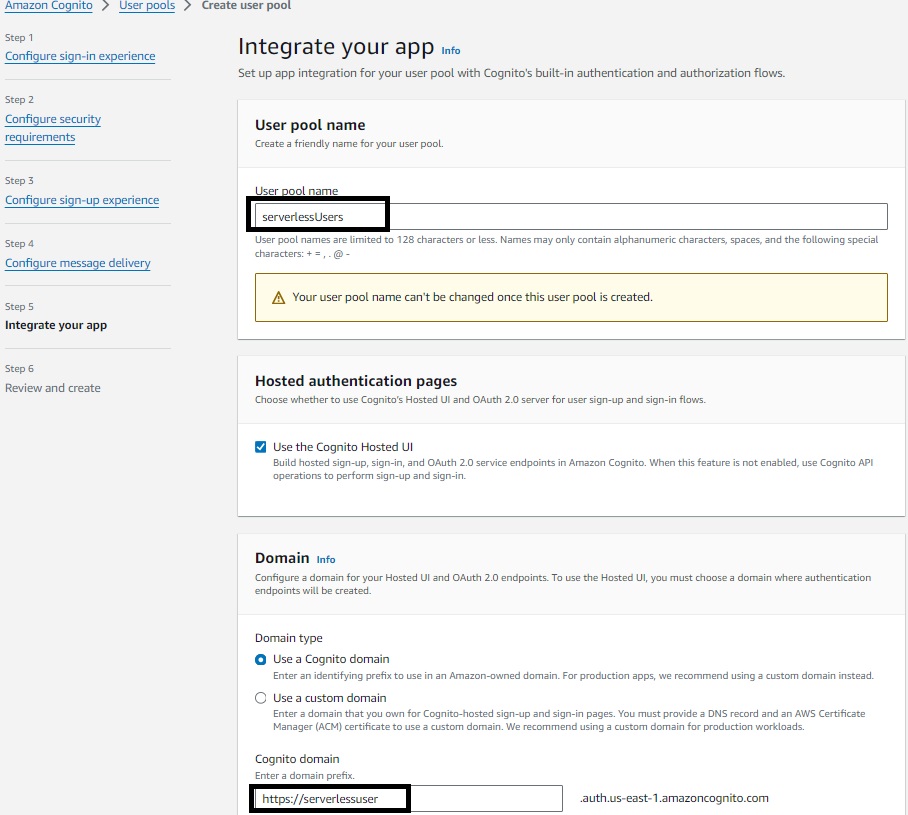 Amazon Cognito > User pools > Create user pool
Step 1
Configure sign-in experience
Step 2
Configure security
requirements
Step 3
Configure sign-up experience
Step 4
Configure message delivery
Step 5
Integrate your app
Step 6
Review and create
Integrate your app Info
Set up app integration for your user pool with Cognito's built-in authentication and authorization flows.
User pool name
Create a friendly name for your user pool.
User pool name
serverlessUsers
User pool names are limited to 128 characters or less. Names may only contain alphanumeric characters, spaces, and the following special
characters: + = , . @ -
Your user pool name can't be changed once this user pool is created.
Hosted authentication pages
Choose whether to use Cognito's Hosted UI and OAuth 2.0 server for user sign-up and sign-in flows.
Use the Cognito Hosted UI
Build hosted sign-up, sign-in, and OAuth 2.0 service endpoints in Amazon Cognito. When this feature is not enabled, use Cognito API
operations to perform sign-up and sign-in.
Domain Info
Configure a domain for your Hosted UI and OAuth 2.0 endpoints. To use the Hosted UI, you must choose a domain where authentication
endpoints will be created.
Domain type
Use a Cognito domain
Enter an identifying prefix to use in an Amazon-owned domain. For production apps, we recommend using a custom domain instead.
Use a custom domain
Enter a domain that you own for Cognito-hosted sign-up and sign-in pages. You must provide a DNS record and an AWS Certificate
Manager (ACM) certificate to use a custom domain. We recommend using a custom domain for production workloads.
Cognito domain
Enter a domain prefix.
https://serverlessuser .auth.us-east-1.amazoncognito.com